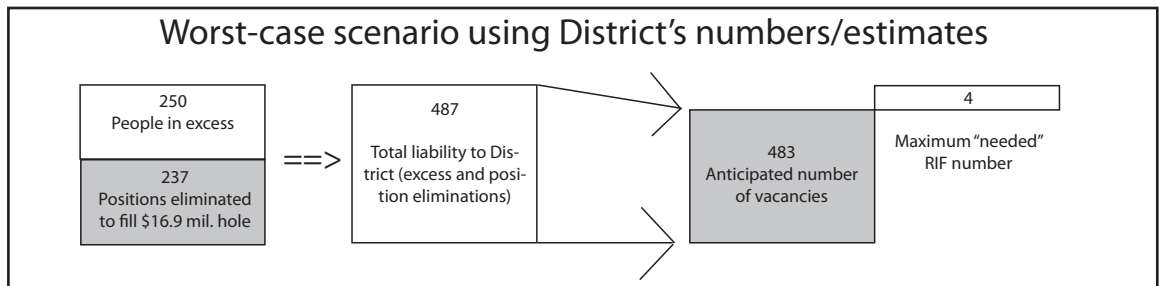 Worst-case scenario using District's numbers/estimates
250
People in excess
237
Positions eliminated
to fill $16.9 mil. hole
==>
487
Total liability to Dis-
trict (excess and posi-
tion eliminations)
483
Anticipated number
of vacancies
4
Maximum “needed”
RIF number